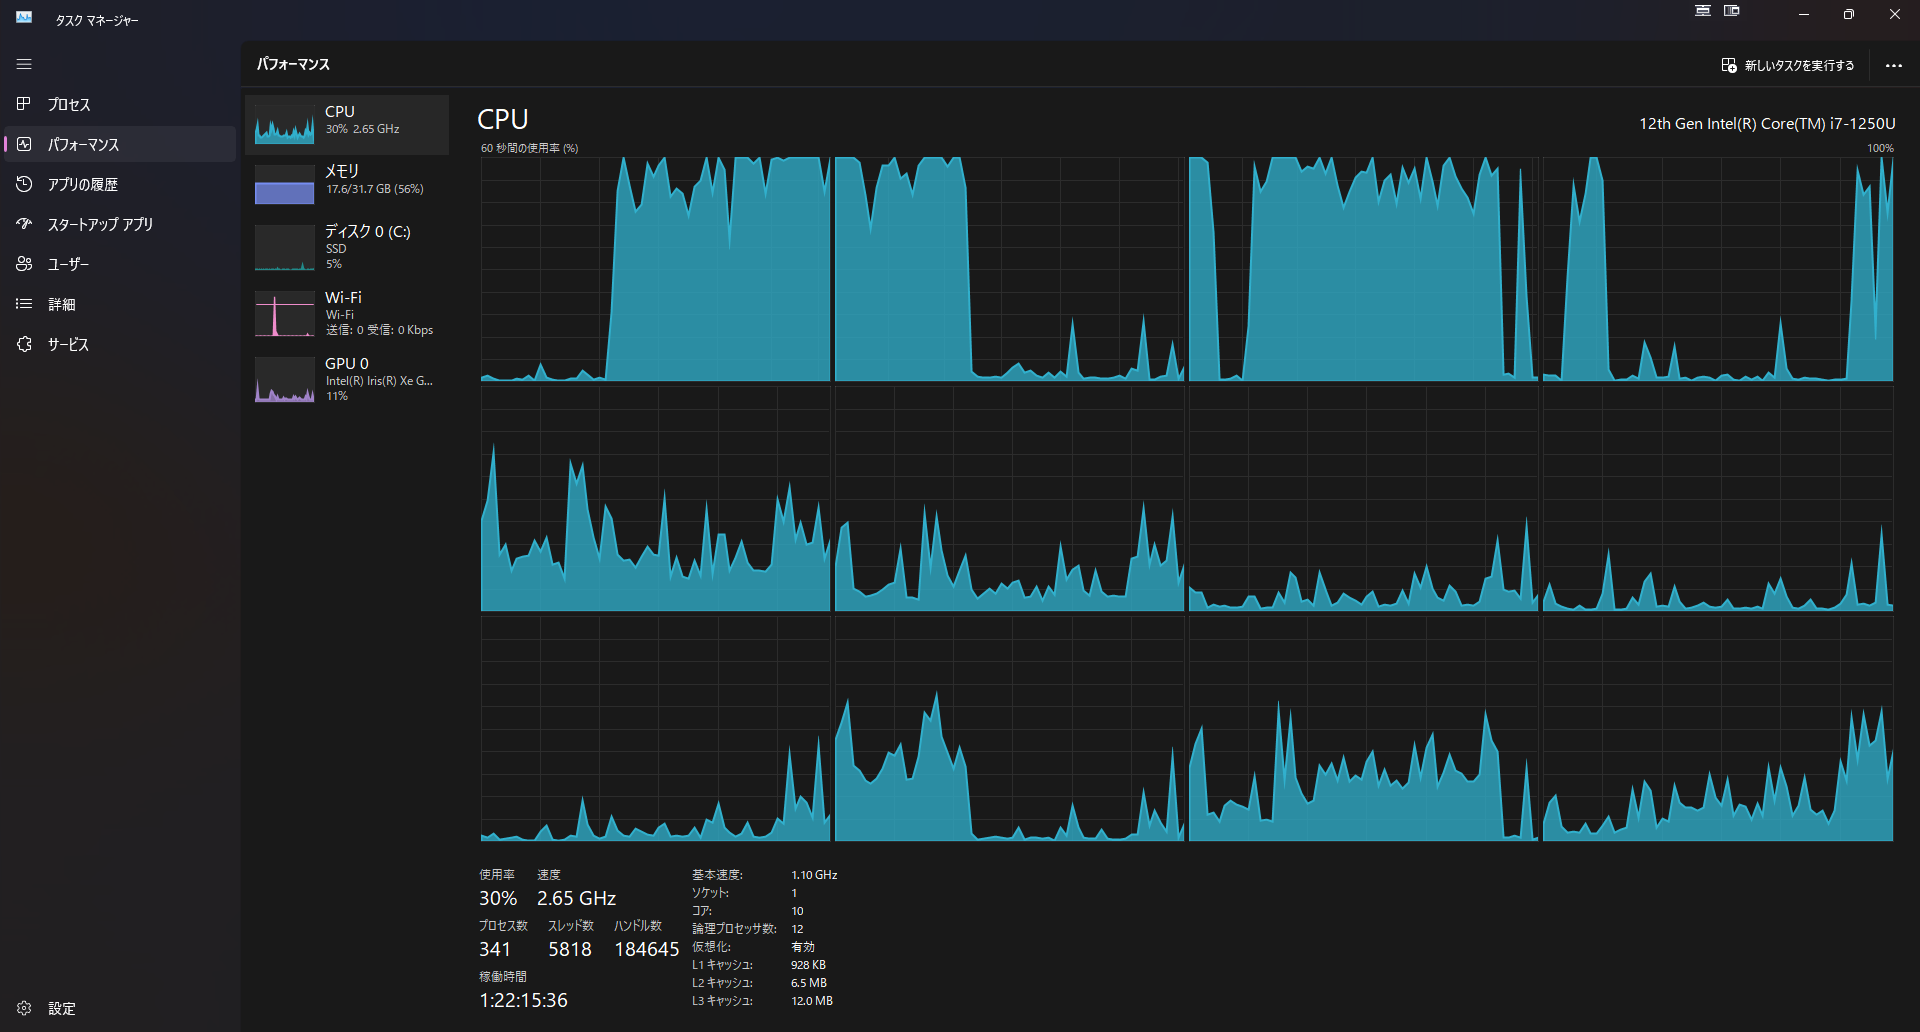 タスク マネージャー
パフォーマンス
新しいタスクを実行する
プロセス
パフォーマンス
アプリの履歴
スタートアップ アプリ
ユーザー
詳細
サービス
設定
CPU
30% 2.65 GHz
メモリ
17.6/31.7 GB (56%)
ディスク 0 (C:)
SSD
5%
Wi-Fi
Wi-Fi
送信: 0 受信: 0 Kbps
GPU 0
Intel(R) Iris(R) Xe G...
11%
CPU
12th Gen Intel(R) Core(TM) i7-1250U
60 秒間の使用率 (%)
100%
使用率
速度
30%
2.65 GHz
プロセス数
スレッド数
ハンドル数
341
5818
184645
稼働時間
1:22:15:36
基本速度: 1.10 GHz
ソケット: 1
コア: 10
論理プロセッサ数: 12
仮想化: 有効
L1 キャッシュ: 928 KB
L2 キャッシュ: 6.5 MB
L3 キャッシュ: 12.0 MB